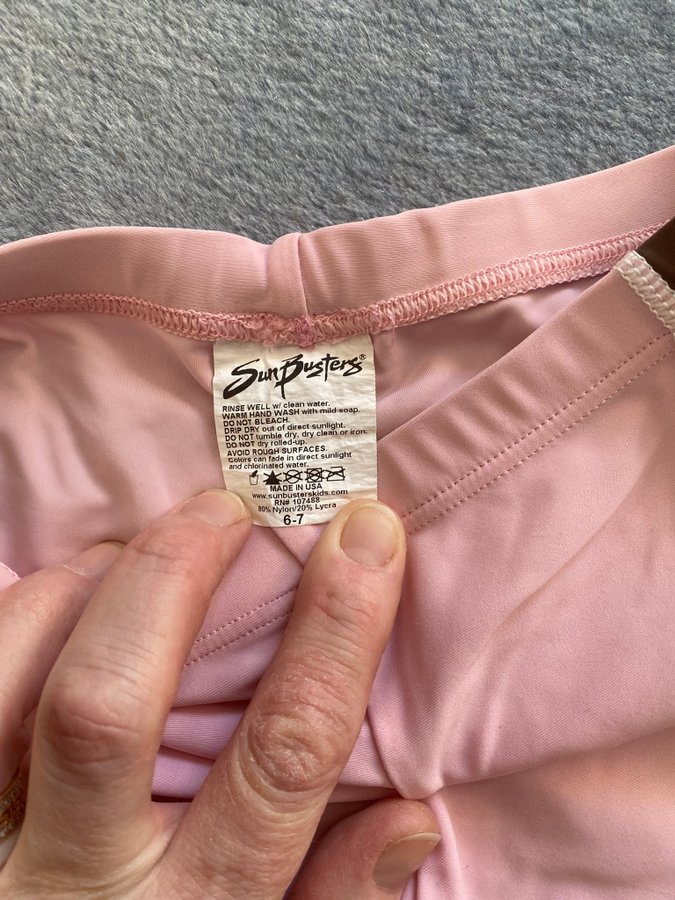 SunBusters®
RINSE WELL w/ clean water.
WARM HAND WASH with mild soap.
DO NOT BLEACH.
DRIP DRY out of direct sunlight.
DO NOT tumble dry, dry clean or iron.
DO NOT dry rolled-up.
AVOID ROUGH SURFACES.
Colors can fade in direct sunlight
and chlorinated water.
MADE IN USA
www.sunbusterskids.com
RN# 107488
80% Nylon/20% Lycra
6-7